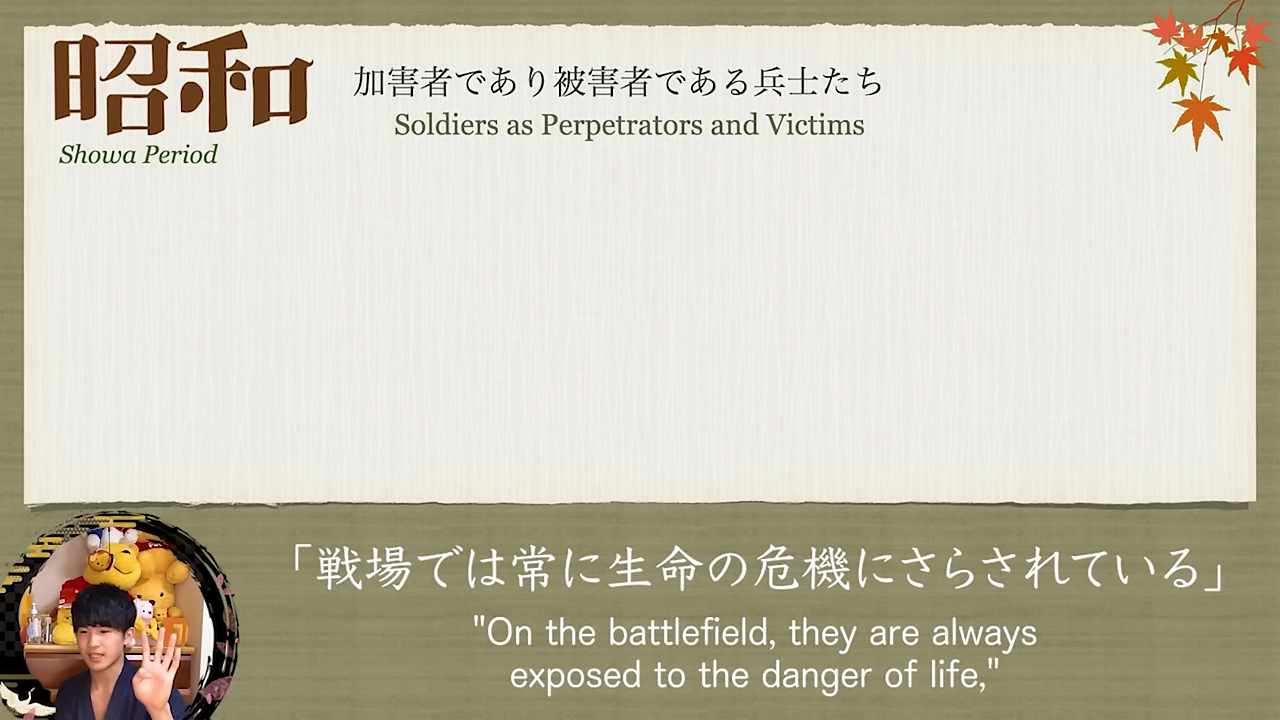 昭和
Showa Period
加害者であり被害者である兵士たち
Soldiers as Perpetrators and Victims
「戦場では常に生命の危機にさらされている」
"On the battlefield, they are always
exposed to the danger of life,"